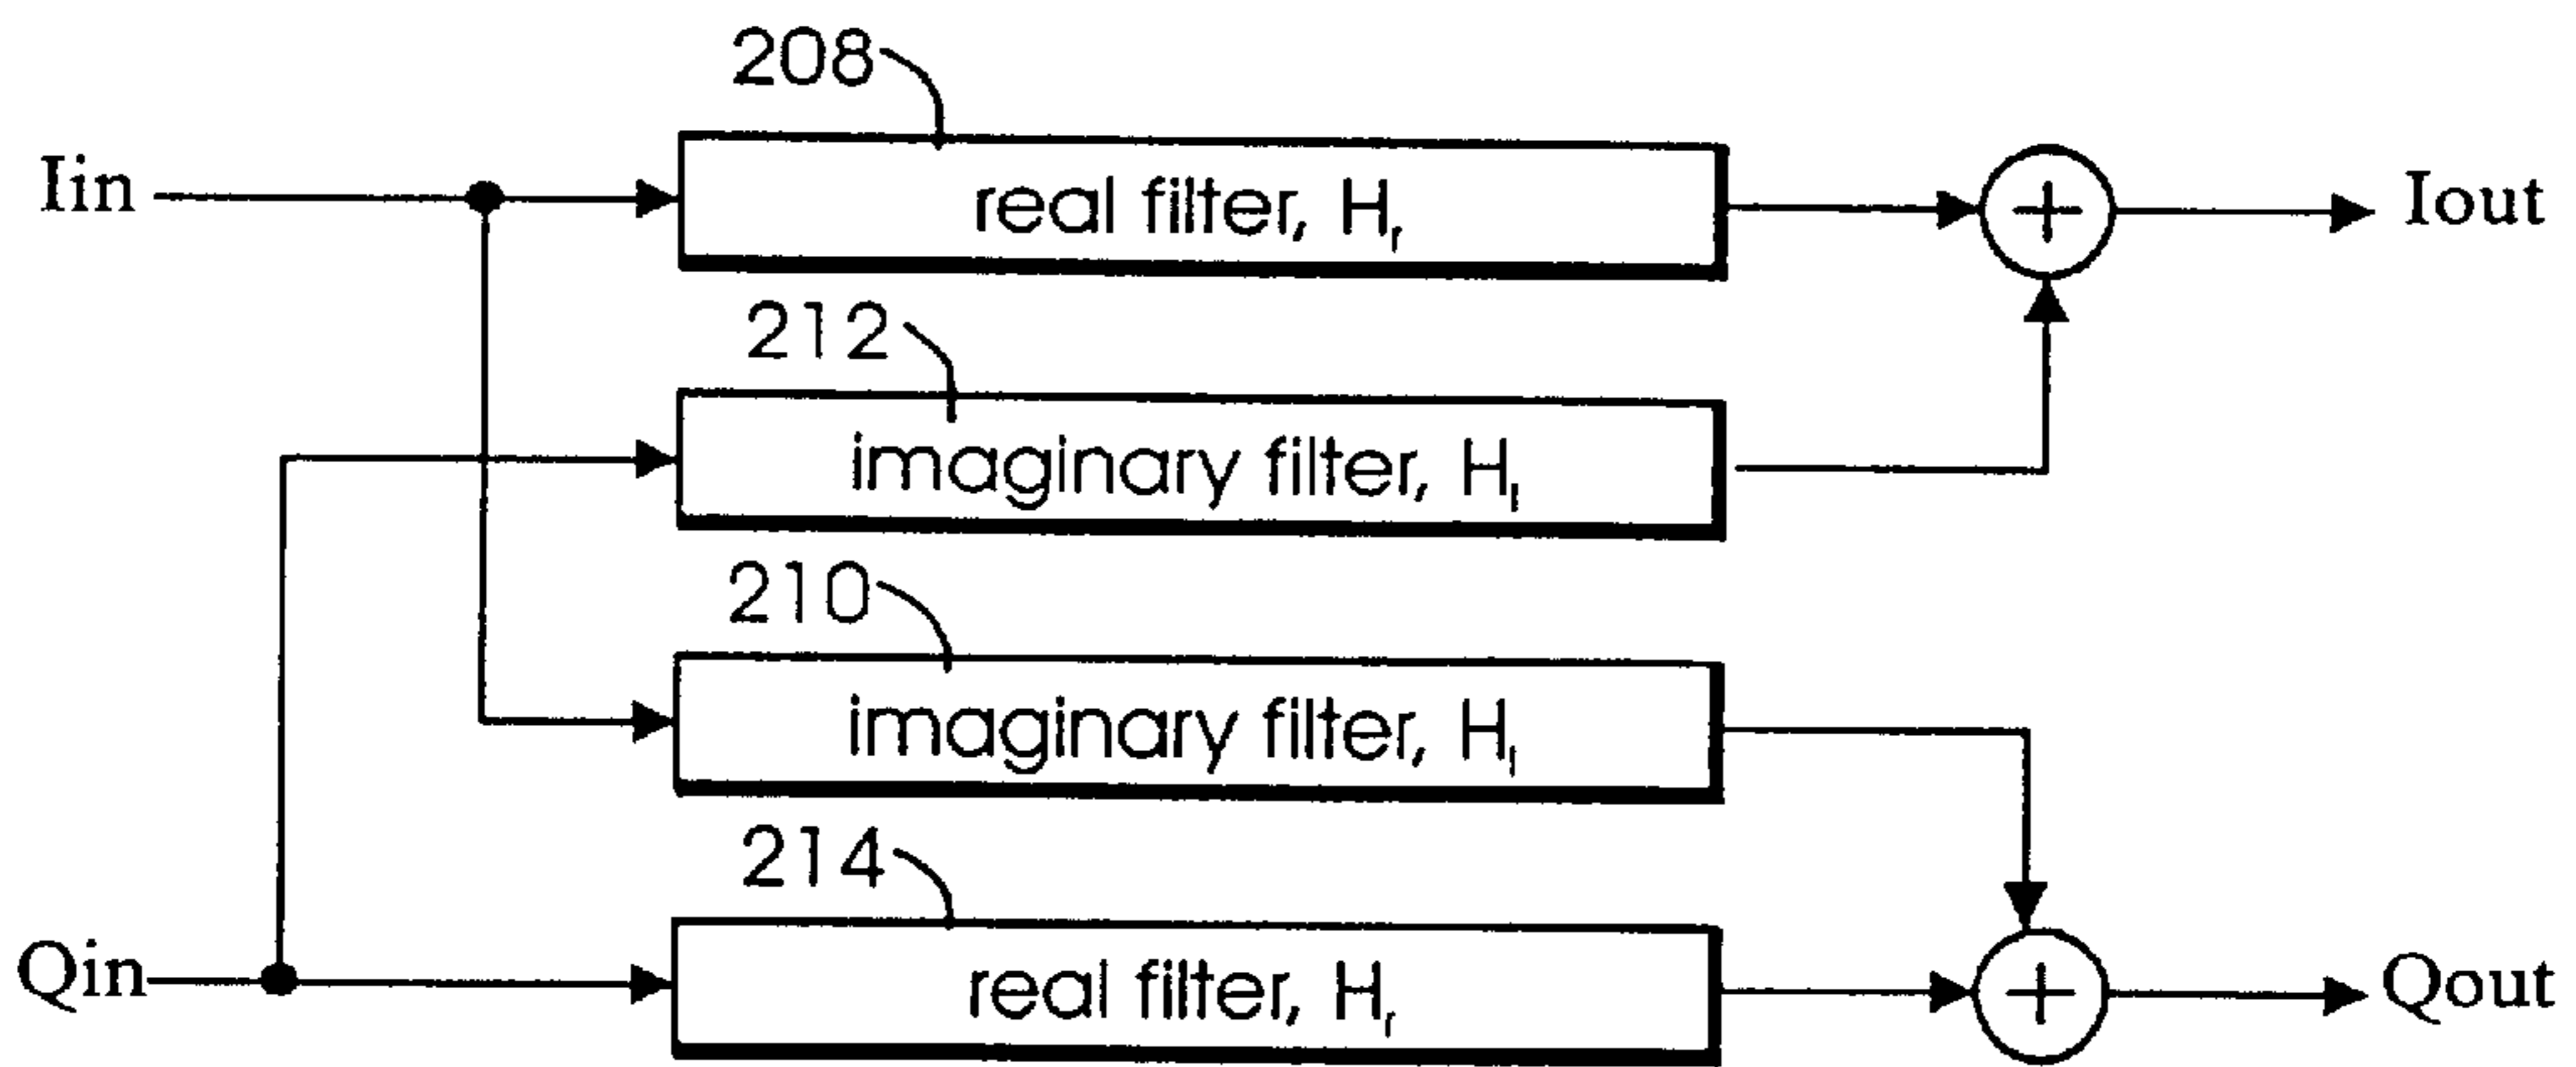 208
Iin
real filter, Hr
Iout
212
imaginary filter, HI
210
imaginary filter, HI
214
Qin
real filter, Hr
Qout